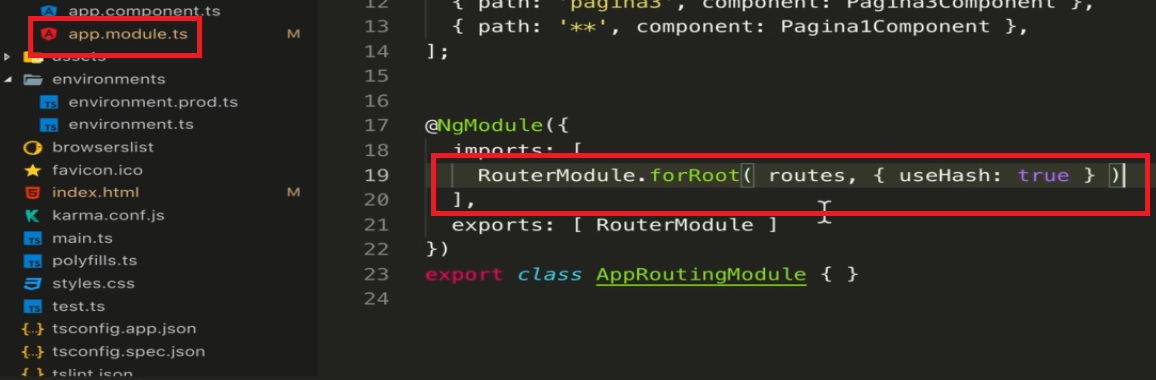 app.component.ts
app.module.ts M
assets
environments
environment.prod.ts
environment.ts
browserslist
favicon.ico
index.html M
karma.conf.js
main.ts
polyfills.ts
styles.css
test.ts
tsconfig.app.json
tsconfig.spec.json
tslint.json
12 { path: 'pagina3', component: Pagina3Component },
13 { path: '**', component: Pagina1Component },
14 ];
15
16
17 @NgModule({
18 imports: [
19 RouterModule.forRoot( routes, { useHash: true } )
20 ],
21 exports: [ RouterModule ]
22 })
23 export class AppRoutingModule { }
24